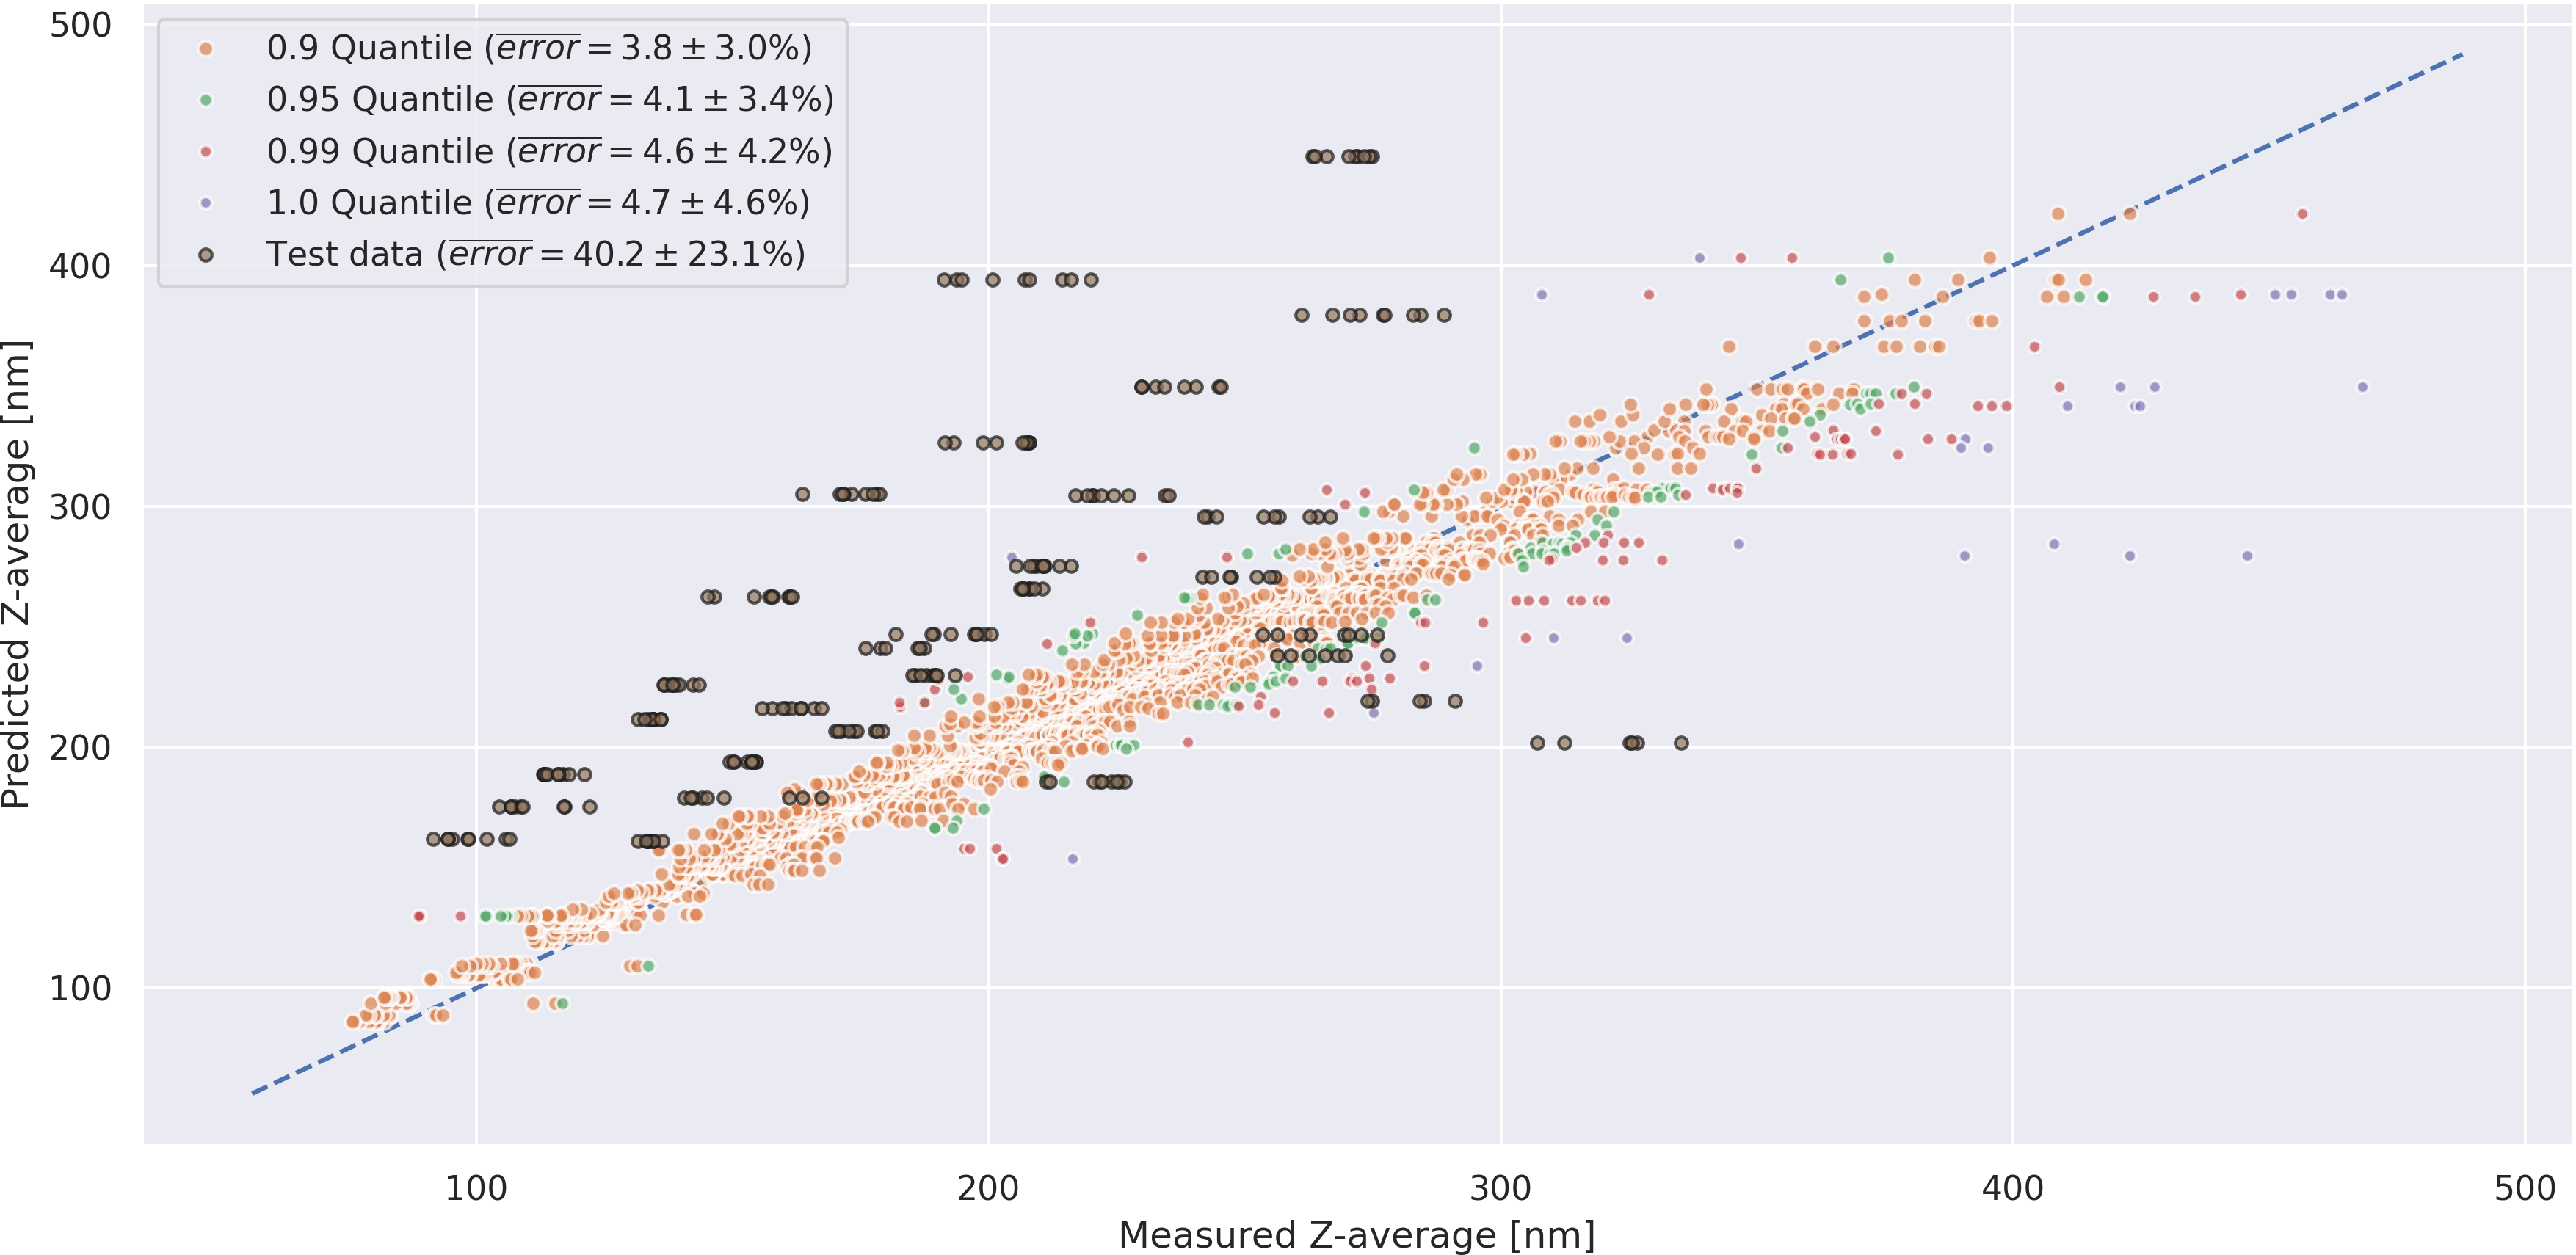 500
400
300
200
100
Predicted Z-average [nm]
0.9 Quantile (error = 3.8 ± 3.0%)
0.95 Quantile (error = 4.1 ± 3.4%)
0.99 Quantile (error = 4.6 ± 4.2%)
1.0 Quantile (error = 4.7 ± 4.6%)
Test data (error = 40.2 ± 23.1%)
100 200 300 400 500
Measured Z-average [nm]